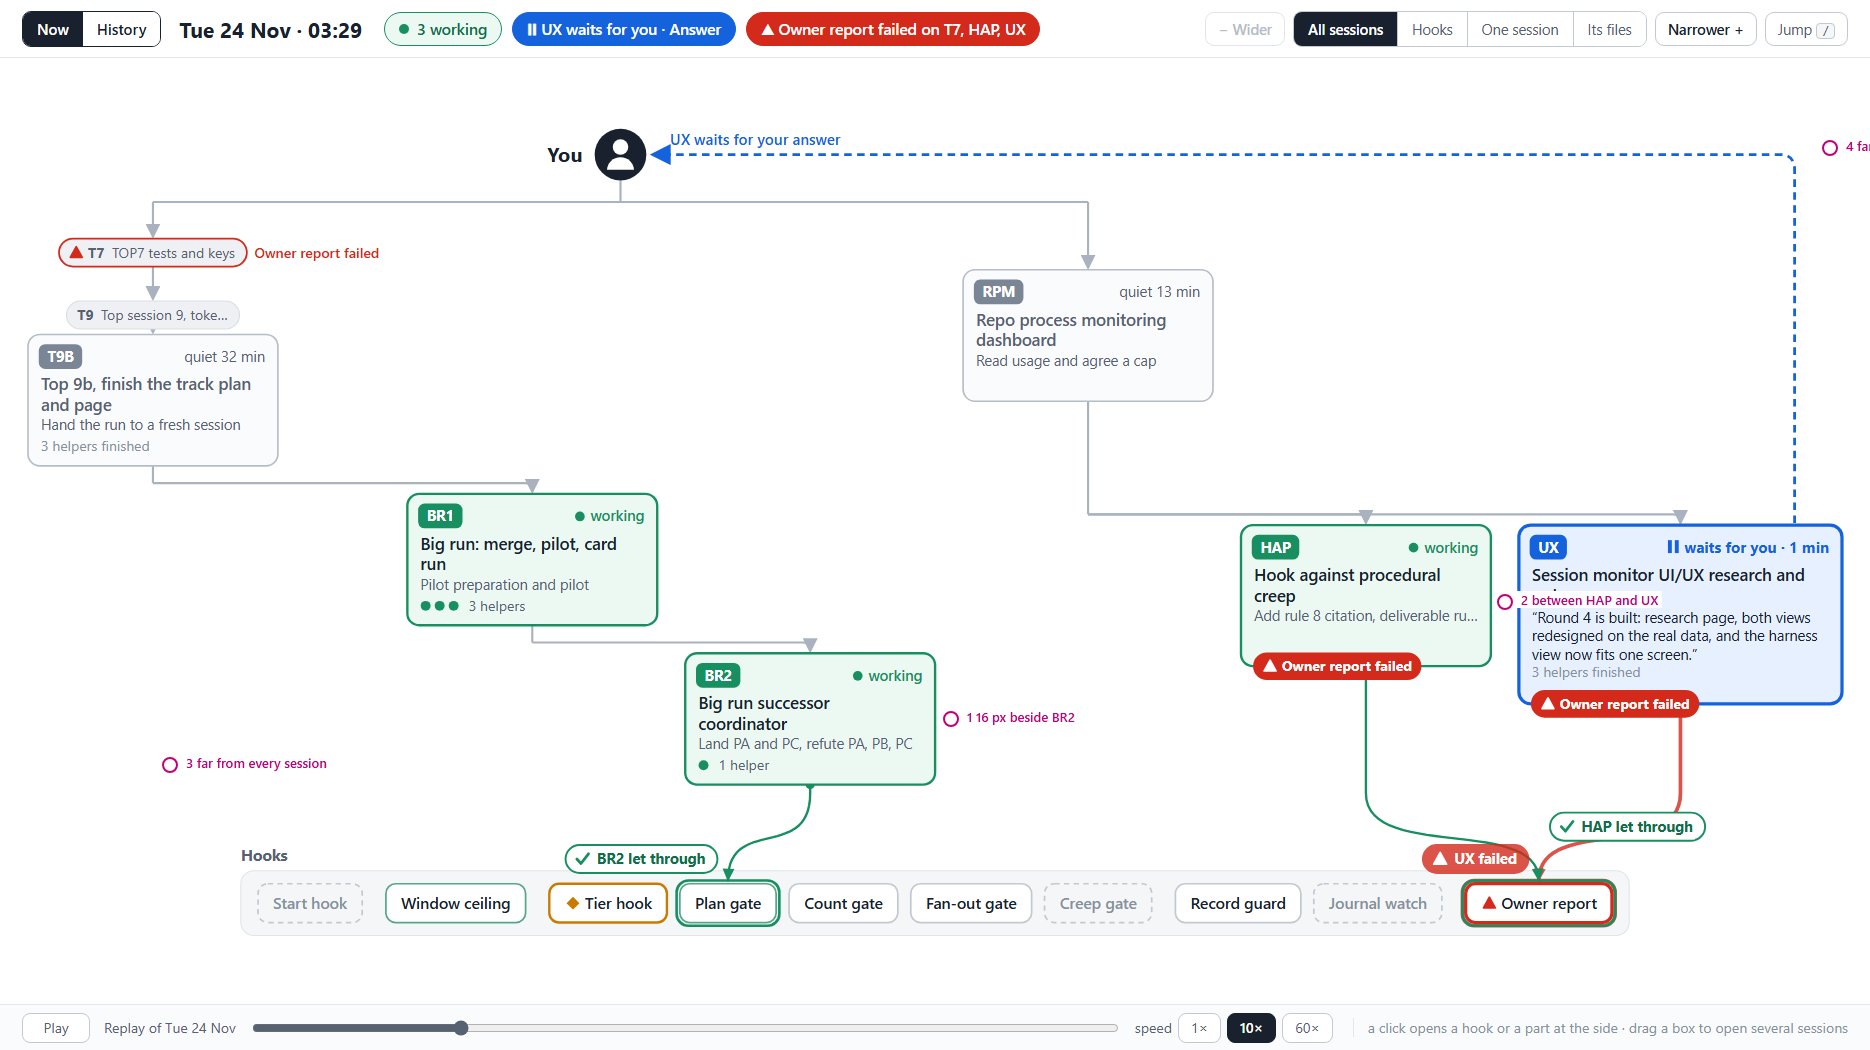 Now
History
Tue 24 Nov · 03:29
3 working
UX waits for you · Answer
Owner report failed on T7, HAP, UX
− Wider
All sessions
Hooks
One session
Its files
Narrower +
Jump /
You
UX waits for your answer
4 fa
T7 TOP7 tests and keys
Owner report failed
T9 Top session 9, toke...
T9B quiet 32 min
Top 9b, finish the track plan
and page
Hand the run to a fresh session
3 helpers finished
RPM quiet 13 min
Repo process monitoring
dashboard
Read usage and agree a cap
BR1 working
Big run: merge, pilot, card
run
Pilot preparation and pilot
3 helpers
HAP working
Hook against procedural
creep
Add rule 8 citation, deliverable ru...
Owner report failed
UX waits for you · 1 min
Session monitor UI/UX research and
2 between HAP and UX
“Round 4 is built: research page, both views
redesigned on the real data, and the harness
view now fits one screen.”
3 helpers finished
Owner report failed
BR2 working
Big run successor
coordinator
Land PA and PC, refute PA, PB, PC
1 helper
1 16 px beside BR2
3 far from every session
HAP let through
Hooks
BR2 let through
UX failed
Start hook
Window ceiling
Tier hook
Plan gate
Count gate
Fan-out gate
Creep gate
Record guard
Journal watch
Owner report
Play
Replay of Tue 24 Nov
speed
1×
10×
60×
a click opens a hook or a part at the side · drag a box to open several sessions